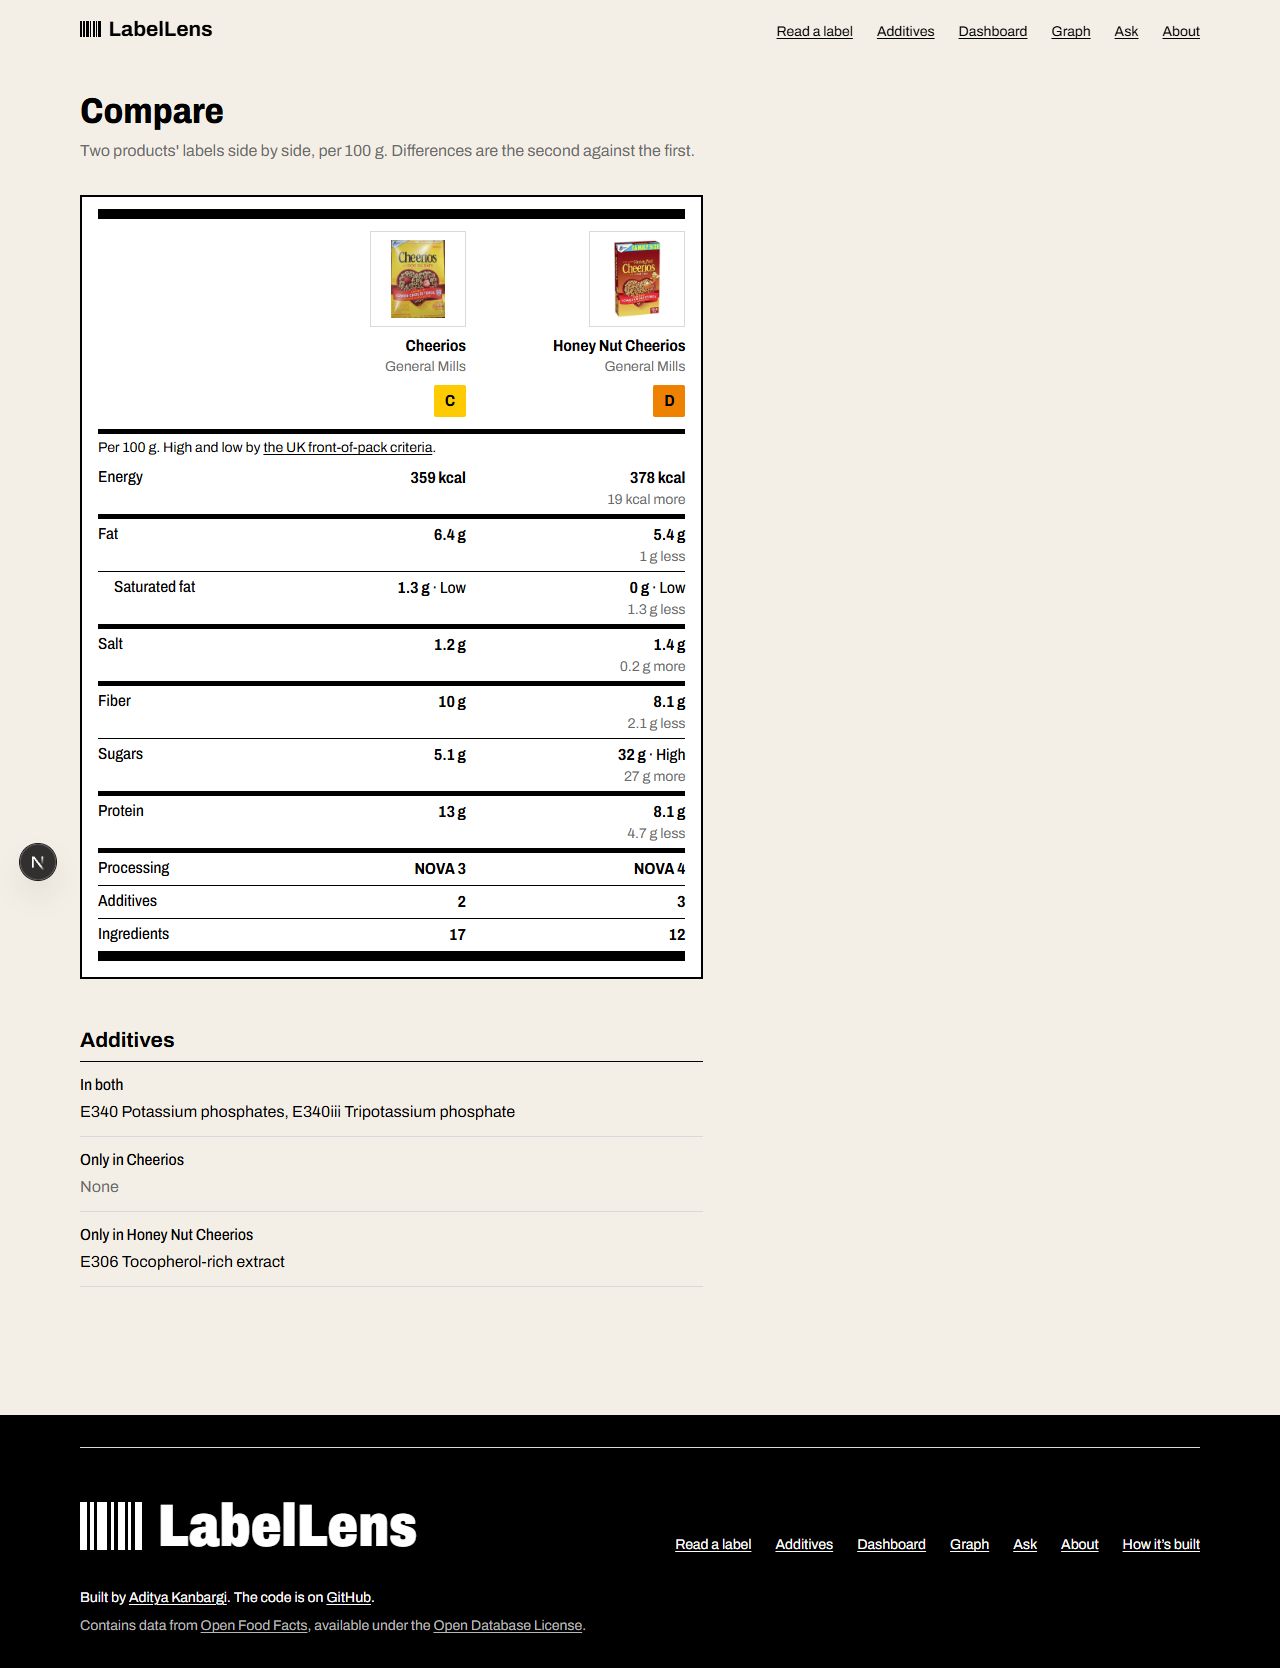 LabelLens
Read a label Additives Dashboard Graph Ask About
Compare
Two products' labels side by side, per 100 g. Differences are the second against the first.
Cheerios
Cheerios
Cheerios Honey Nut Cheerios
General Mills General Mills
C D
Per 100 g. High and low by the UK front-of-pack criteria.
Energy 359 kcal 378 kcal
19 kcal more
Fat 6.4 g 5.4 g
1 g less
Saturated fat 1.3 g · Low 0 g · Low
1.3 g less
Salt 1.2 g 1.4 g
0.2 g more
Fiber 10 g 8.1 g
2.1 g less
Sugars 5.1 g 32 g · High
27 g more
Protein 13 g 8.1 g
4.7 g less
Processing NOVA 3 NOVA 4
Additives 2 3
Ingredients 17 12
N
Additives
In both
E340 Potassium phosphates, E340iii Tripotassium phosphate
Only in Cheerios
None
Only in Honey Nut Cheerios
E306 Tocopherol-rich extract
LabelLens
Read a label Additives Dashboard Graph Ask About How it's built
Built by Aditya Kanbargi. The code is on GitHub.
Contains data from Open Food Facts, available under the Open Database License.